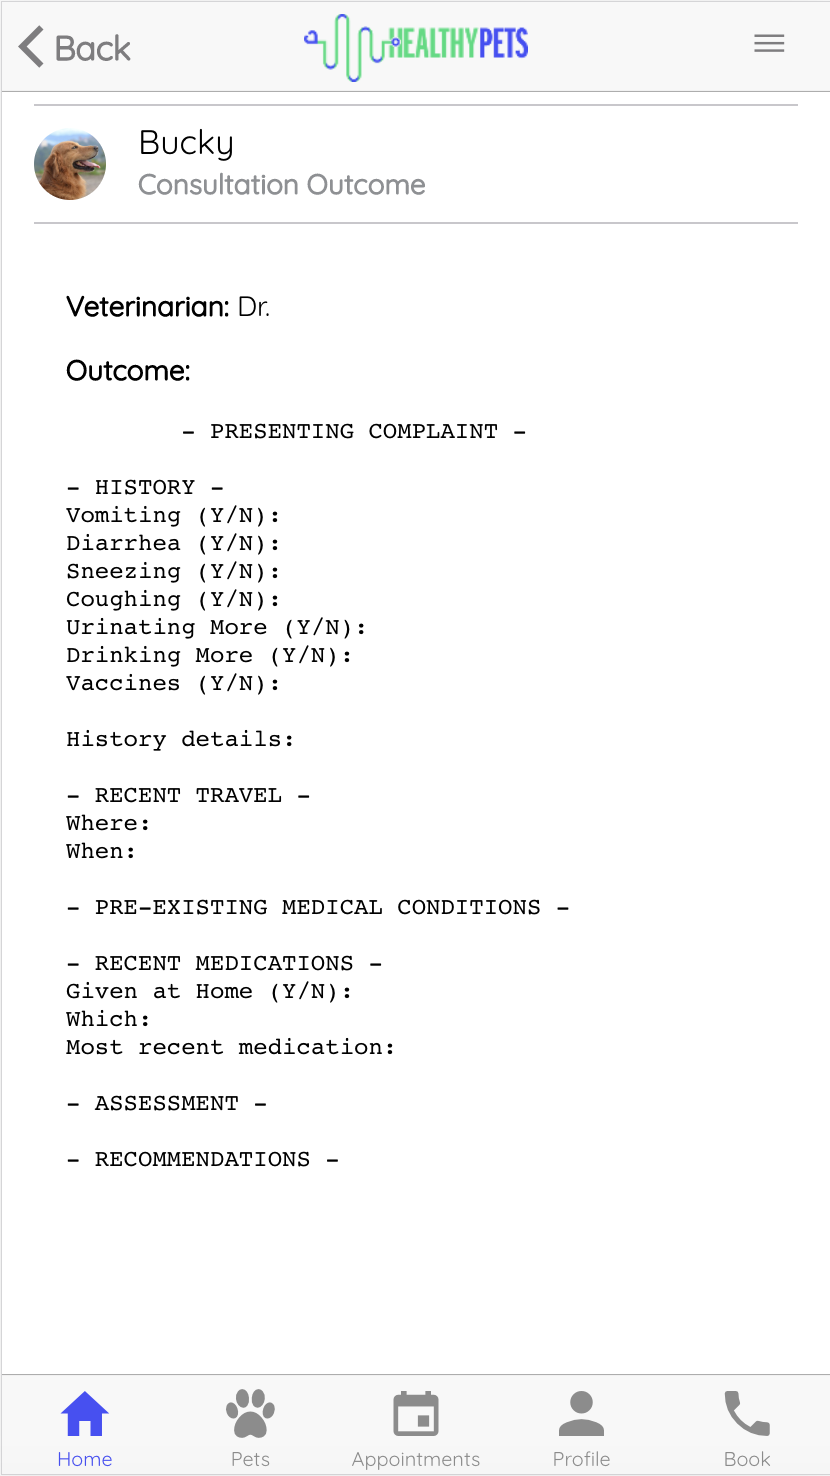 Back
HEALTHYPETS
Bucky
Consultation Outcome
Veterinarian: Dr.
Outcome:
- PRESENTING COMPLAINT -
- HISTORY -
Vomiting (Y/N):
Diarrhea (Y/N):
Sneezing (Y/N):
Coughing (Y/N):
Urinating More (Y/N):
Drinking More (Y/N):
Vaccines (Y/N):
History details:
- RECENT TRAVEL -
Where:
When:
- PRE-EXISTING MEDICAL CONDITIONS -
- RECENT MEDICATIONS -
Given at Home (Y/N):
Which:
Most recent medication:
- ASSESSMENT -
- RECOMMENDATIONS -
Home Pets Appointments Profile Book